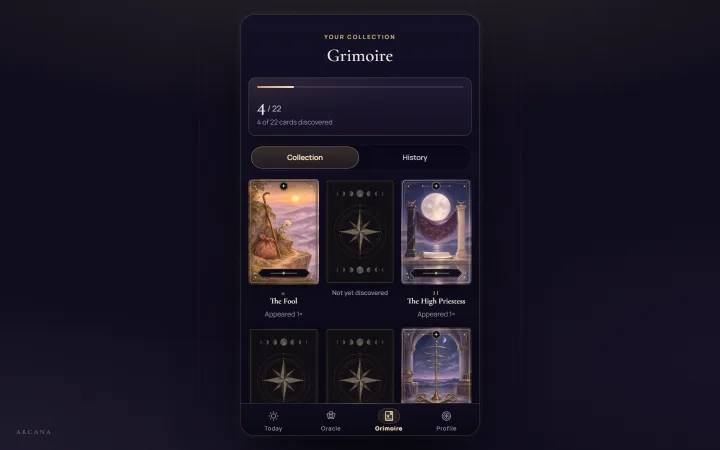 YOUR COLLECTION
Grimoire
4 / 22
4 of 22 cards discovered
Collection
History
The Fool
Appeared 1×
Not yet discovered
II
The High Priestess
Appeared 1×
Today
Oracle
Grimoire
Profile
ARCANA